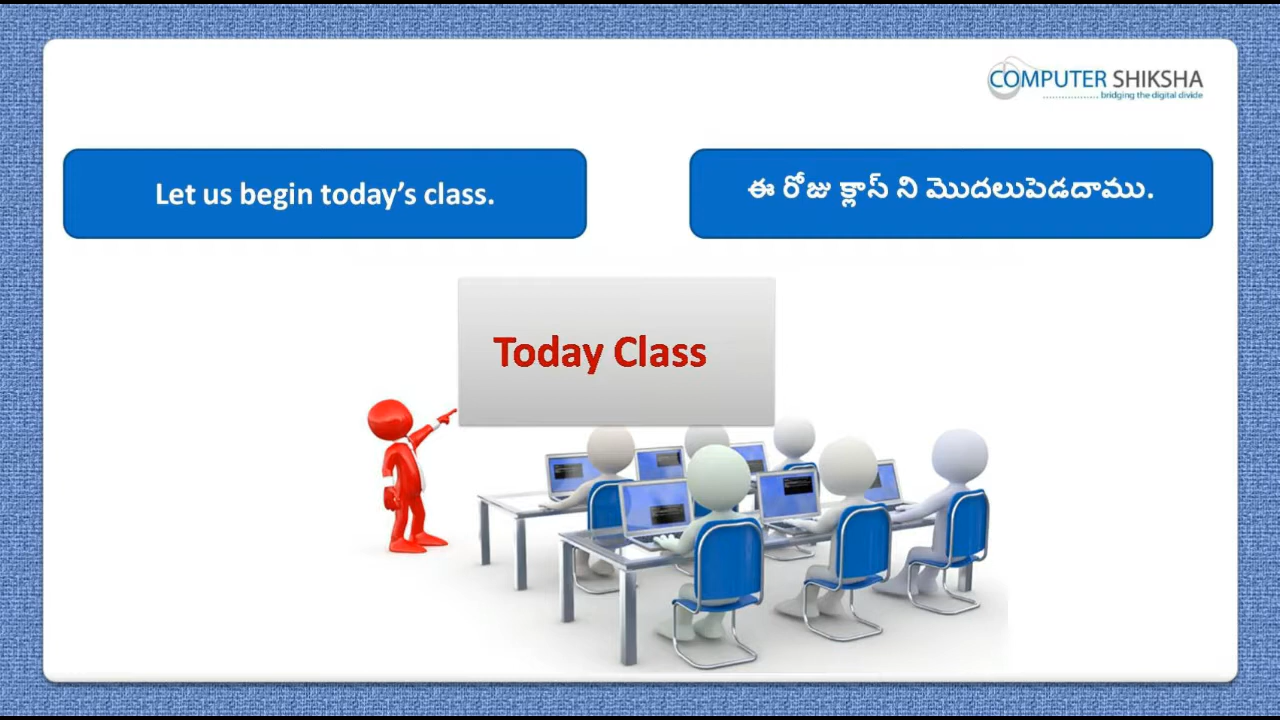 COMPUTER SHIKSHA
bridging the digital divide
Let us begin today’s class.
ఈ రోజు క్లాస్ ని మొదలుపెడదాము.
Today Class